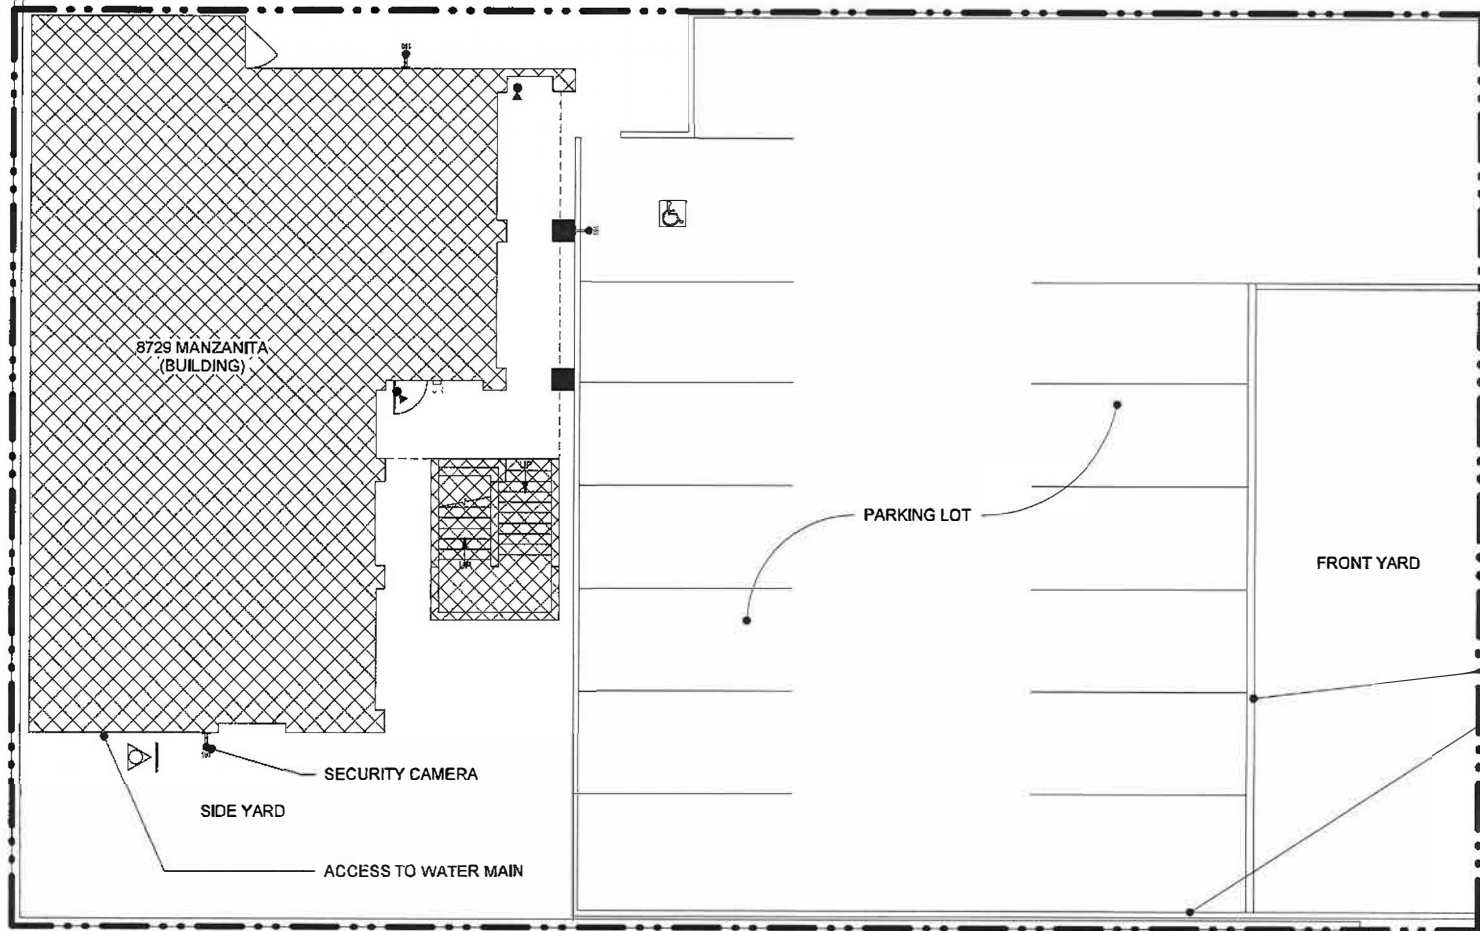 8729 MANZANITA
(BUILDING)
UP
UP
PARKING LOT
FRONT YARD
SECURITY CAMERA
SIDE YARD
ACCESS TO WATER MAIN